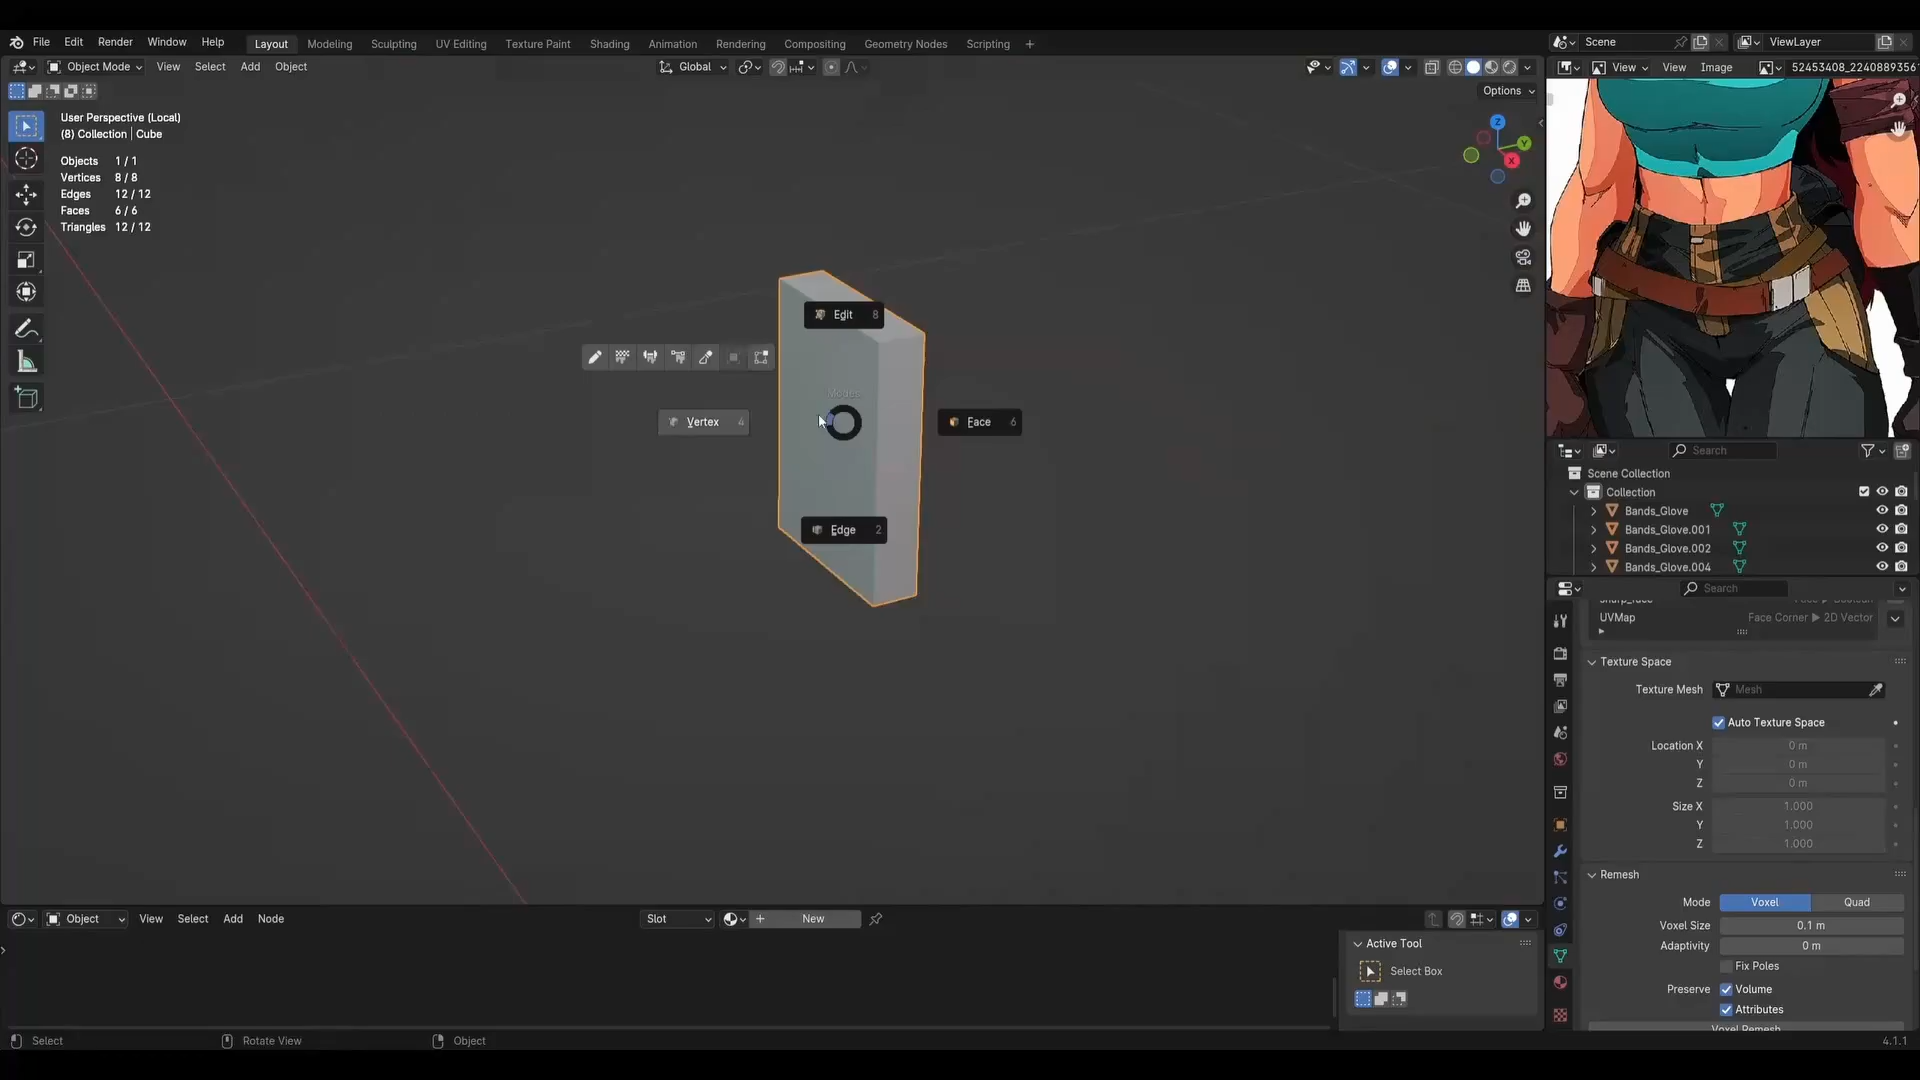 File Edit Render Window Help Layout Modeling Sculpting UV Editing Texture Paint Shading Animation Rendering Compositing Geometry Nodes Scripting + Scene ViewLayer
Object Mode View Select Add Object Global View View Image 52453408_2240889356
Options
User Perspective (Local)
(8) Collection | Cube
Objects 1 / 1
Vertices 8 / 8
Edges 12 / 12
Faces 6 / 6
Triangles 12 / 12
Z
Y
X
Edit 8
Modes
Vertex 4
Face 6
Edge 2
Search
Scene Collection
Collection
Bands_Glove
Bands_Glove.001
Bands_Glove.002
Bands_Glove.004
Search
UVMap Face Corner ▶ 2D Vector
Texture Space
Texture Mesh Mesh
Auto Texture Space
Location X 0 m
Y 0 m
Z 0 m
Size X 1.000
Y 1.000
Z 1.000
Remesh
Mode Voxel Quad
Voxel Size 0.1 m
Adaptivity 0 m
Fix Poles
Preserve Volume
Attributes
Voxel Remesh
Object View Select Add Node Slot New
Active Tool
Select Box
Select Rotate View Object 4.1.1